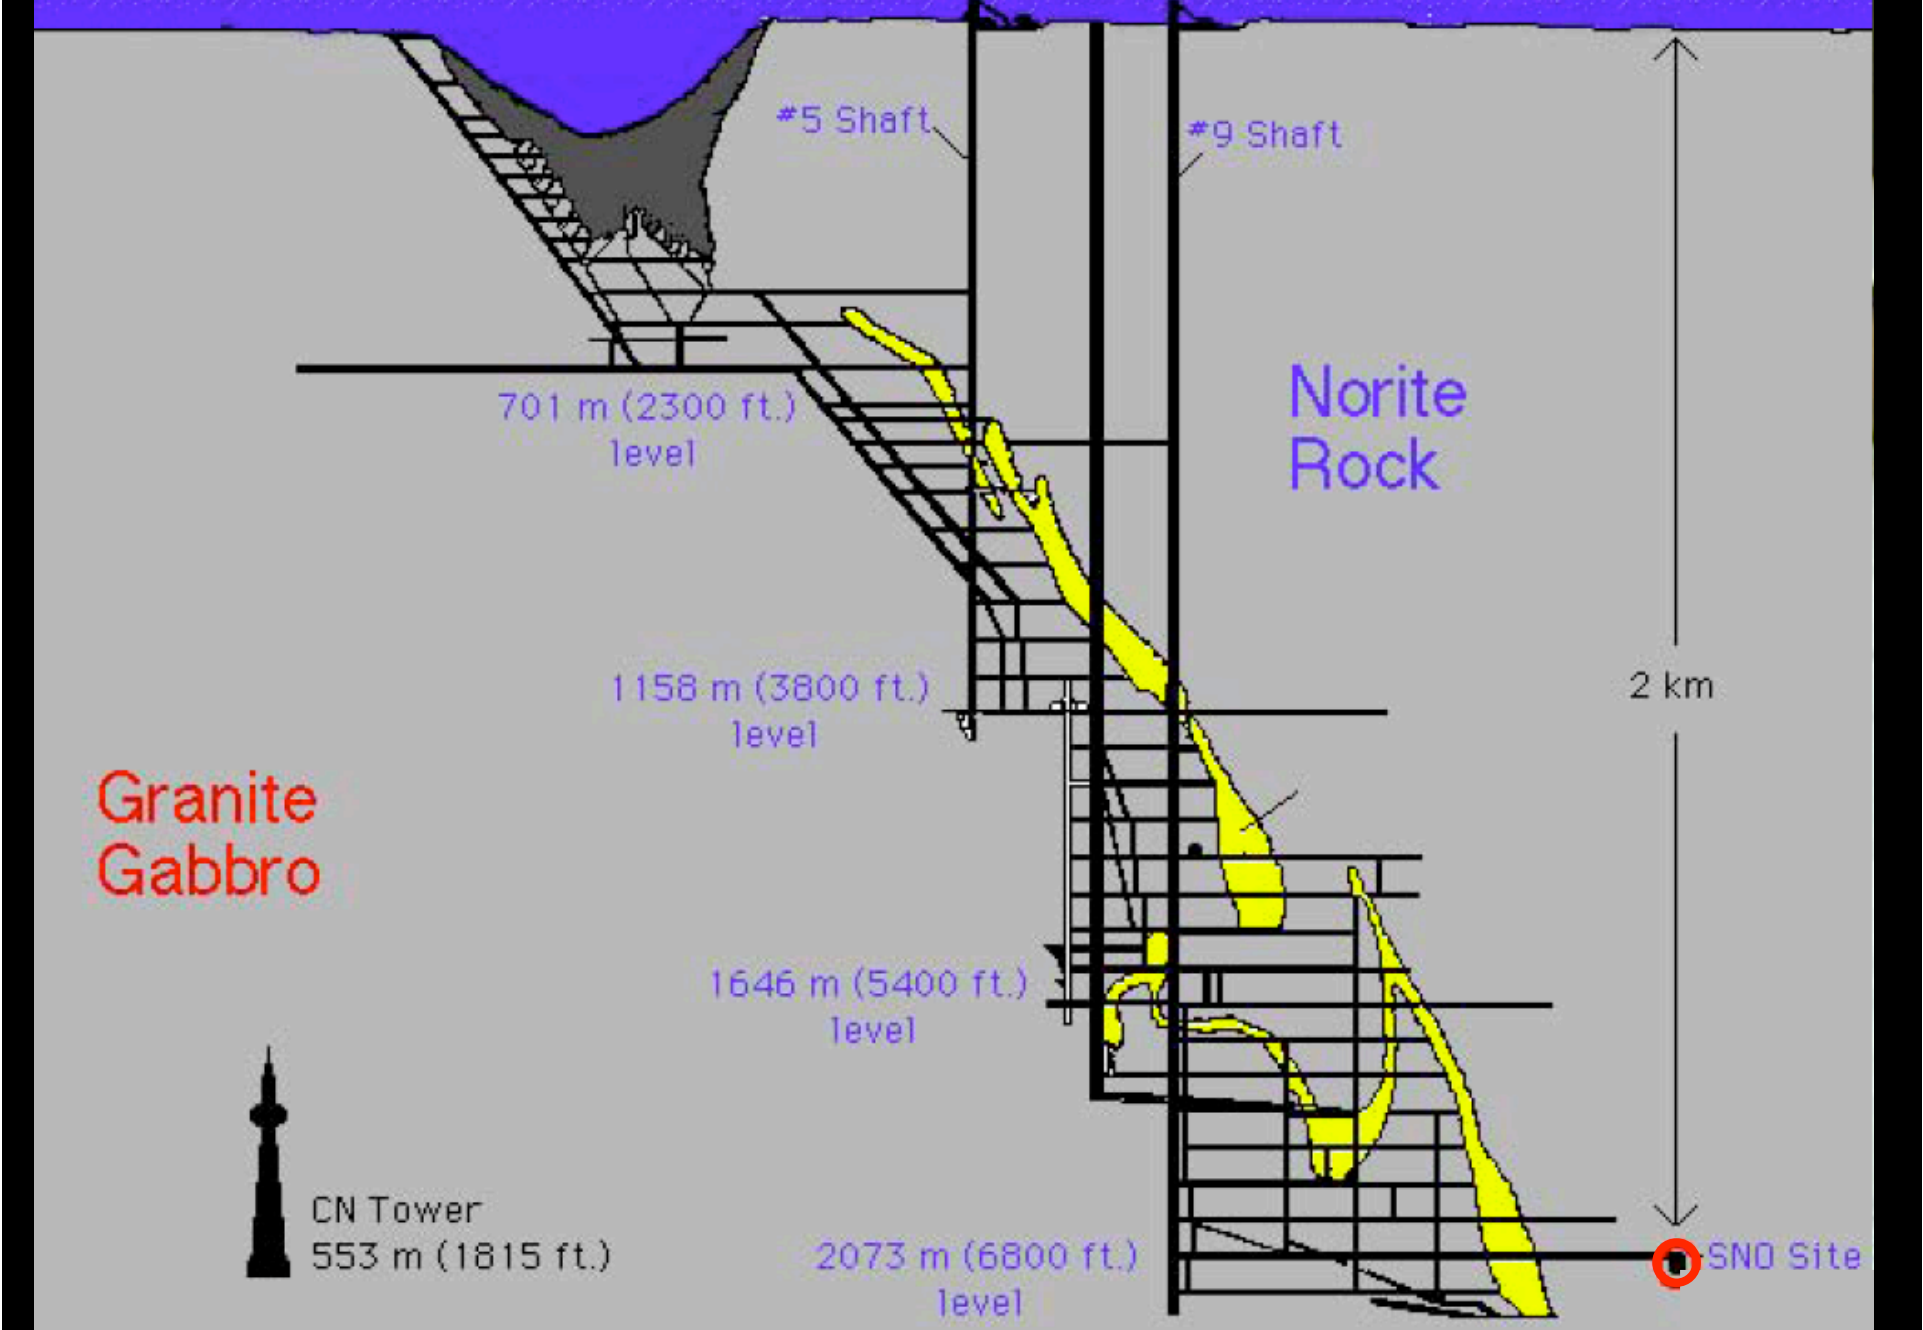 #5 Shaft
#9 Shaft
Norite
Rock
701 m (2300 ft.)
level
1158 m (3800 ft.)
level
2 km
Granite
Gabbro
1646 m (5400 ft.)
level
CN Tower
553 m (1815 ft.)
2073 m (6800 ft.)
level
SNO Site